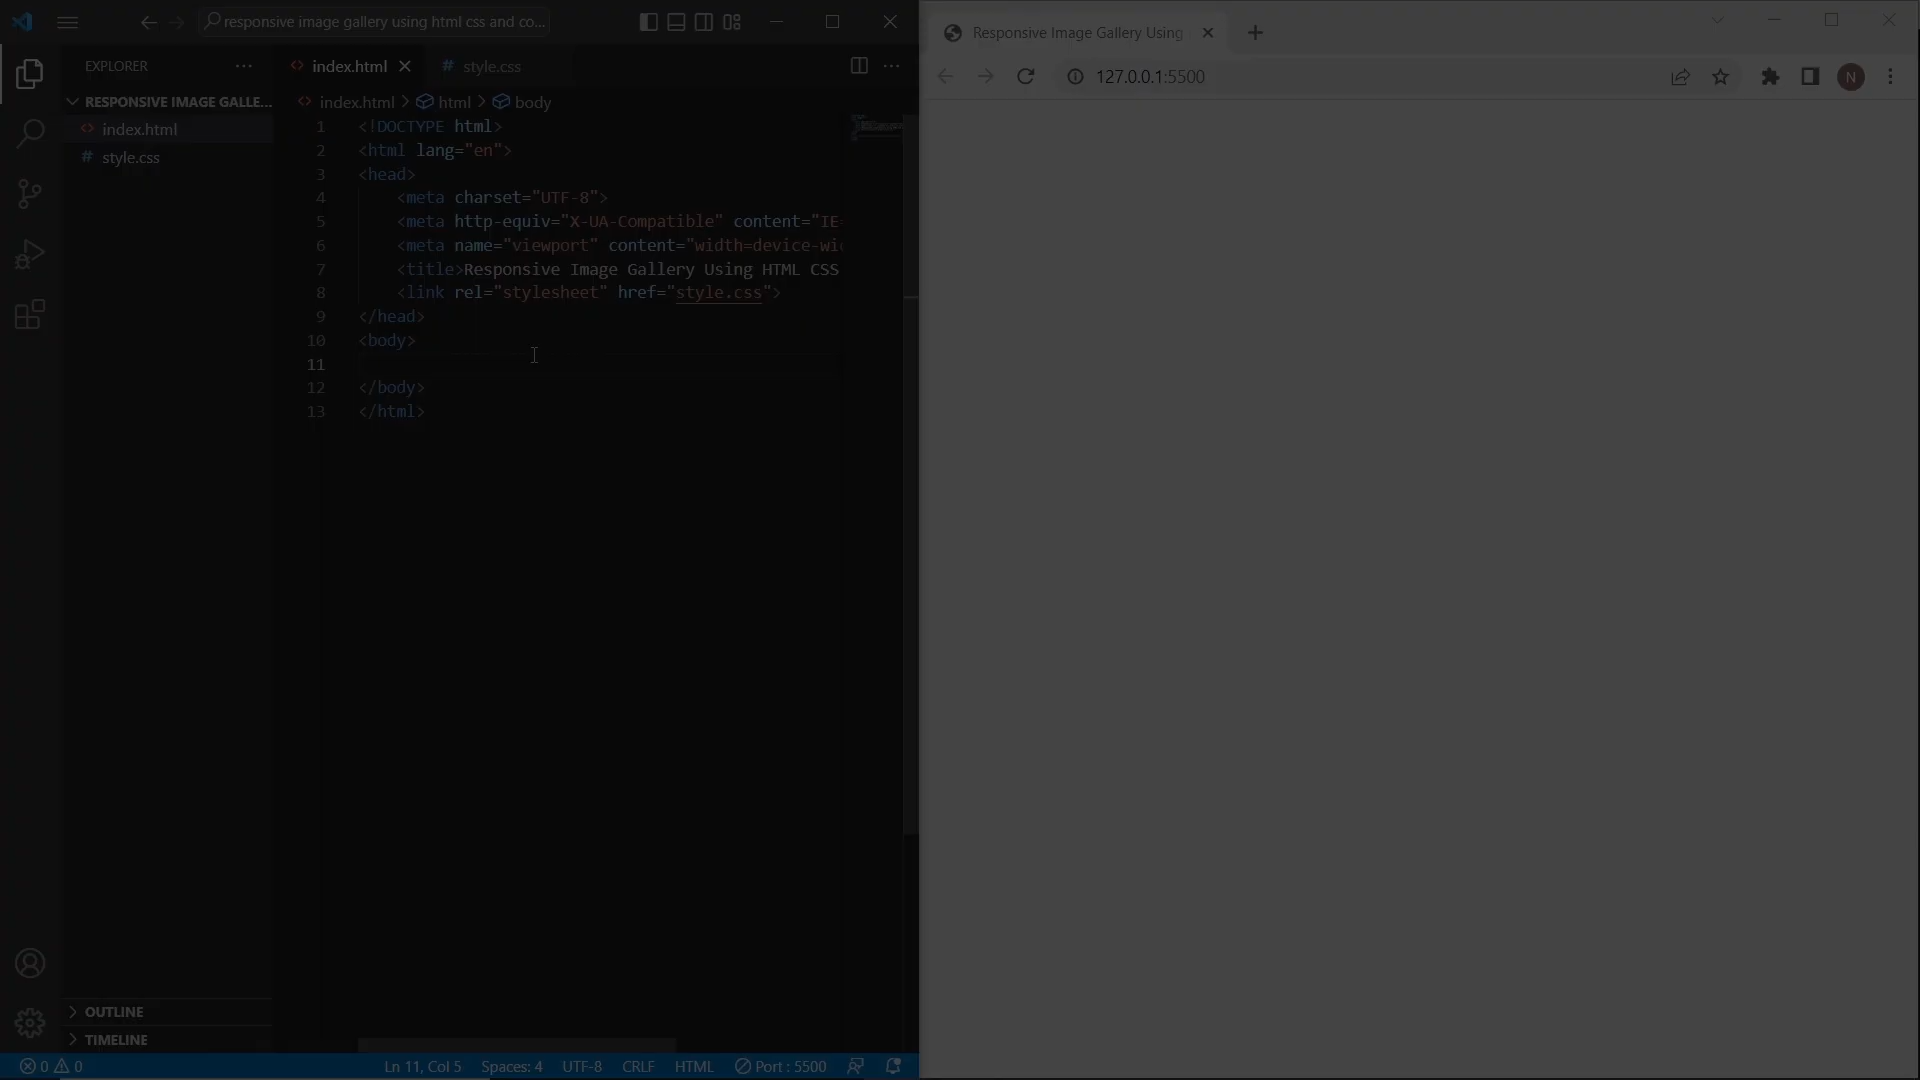 responsive image gallery using html css and co...
EXPLORER
RESPONSIVE IMAGE GALLE...
index.html
style.css
OUTLINE
TIMELINE
index.html
style.css
index.html > html > body
1 <!DOCTYPE html>
2 <html lang="en">
3 <head>
4 <meta charset="UTF-8">
5 <meta http-equiv="X-UA-Compatible" content="IE=
6 <meta name="viewport" content="width=device-wid
7 <title>Responsive Image Gallery Using HTML CSS
8 <link rel="stylesheet" href="style.css">
9 </head>
10 <body>
11
12 </body>
13 </html>
0 0 Ln 11, Col 5 Spaces: 4 UTF-8 CRLF HTML Port : 5500
Responsive Image Gallery Using
127.0.0.1:5500
N